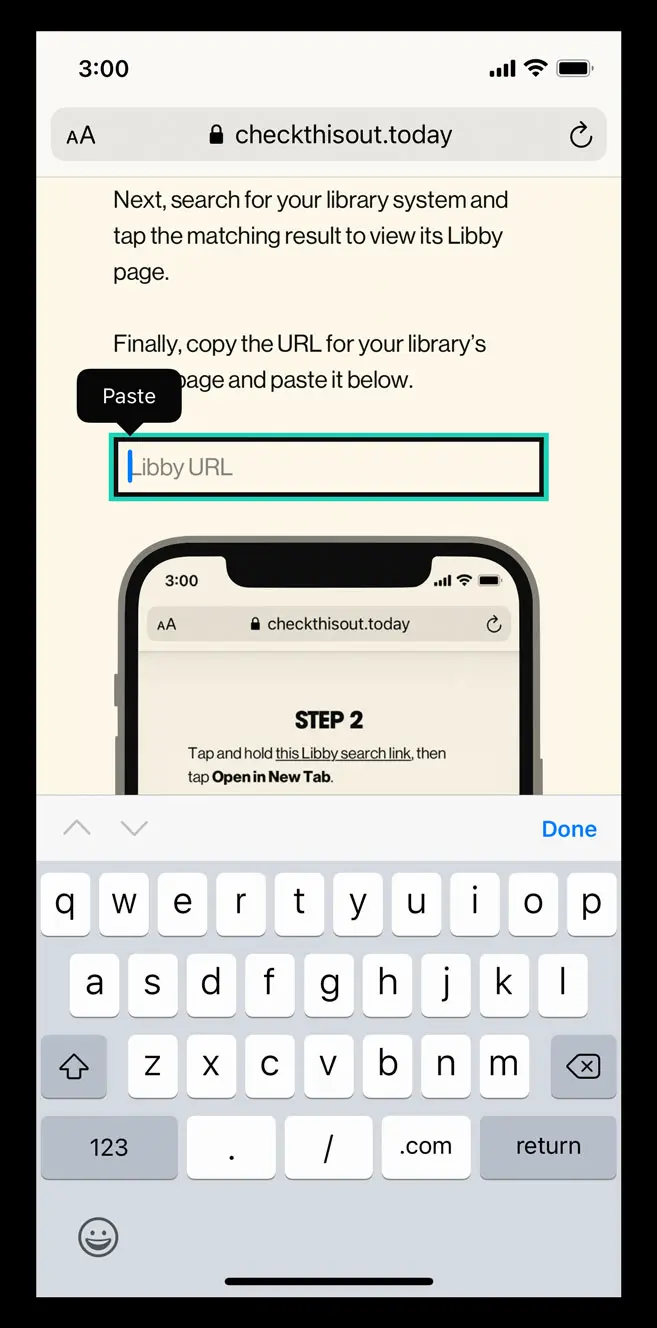 3:00
AA checkthisout.today
Next, search for your library system and
tap the matching result to view its Libby
page.
Finally, copy the URL for your library’s
page and paste it below.
Paste
Libby URL
3:00
AA checkthisout.today
STEP 2
Tap and hold this Libby search link, then
tap Open in New Tab.
Done
q w e r t y u i o p
a s d f g h j k l
z x c v b n m
123 . / .com return